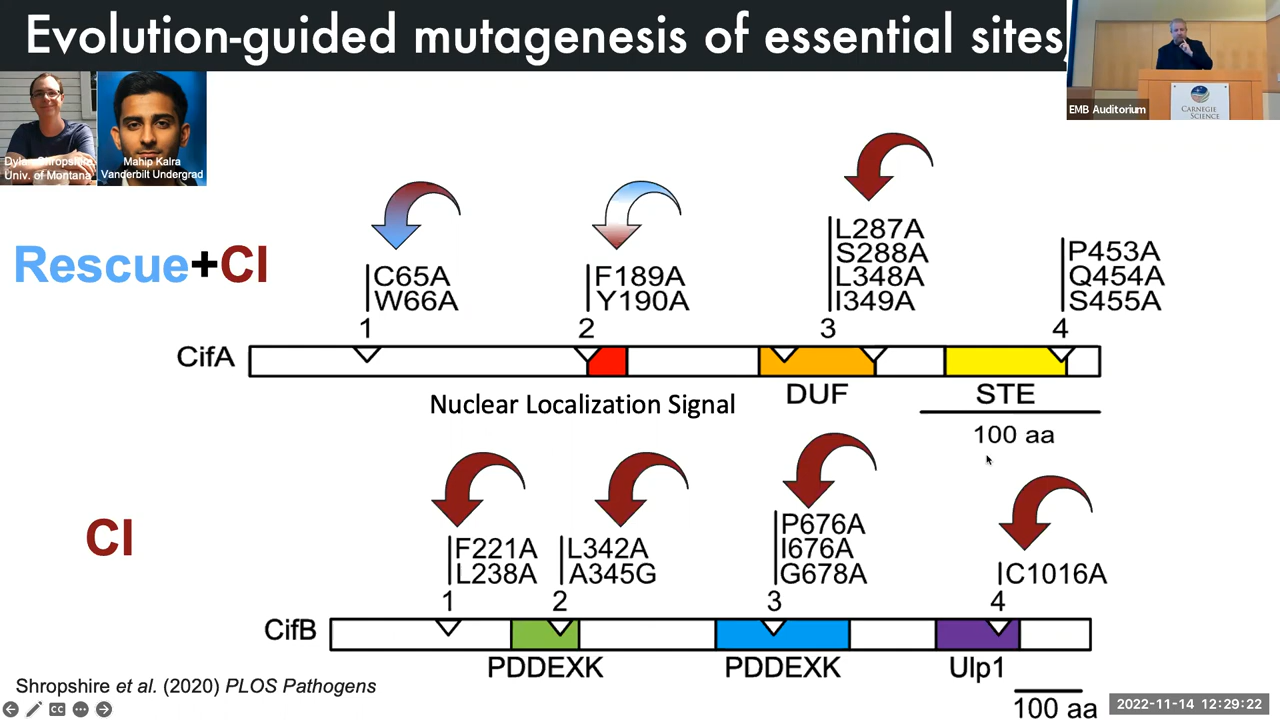 Evolution-guided mutagenesis of essential sites,
EMB Auditorium
CARNEGIE
SCIENCE
Dylan Shropshire
Univ. of Montana
Mahip Kalra
Vanderbilt Undergrad
Rescue+CI
C65A
W66A
1
F189A
Y190A
2
L287A
S288A
L348A
I349A
3
P453A
Q454A
S455A
4
CifA
Nuclear Localization Signal
DUF
STE
100 aa
CI
F221A
L238A
1
L342A
A345G
2
P676A
I676A
G678A
3
C1016A
4
CifB
PDDEXK
PDDEXK
Ulp1
100 aa
Shropshire et al. (2020) PLOS Pathogens
CC
2022-11-14 12:29:22